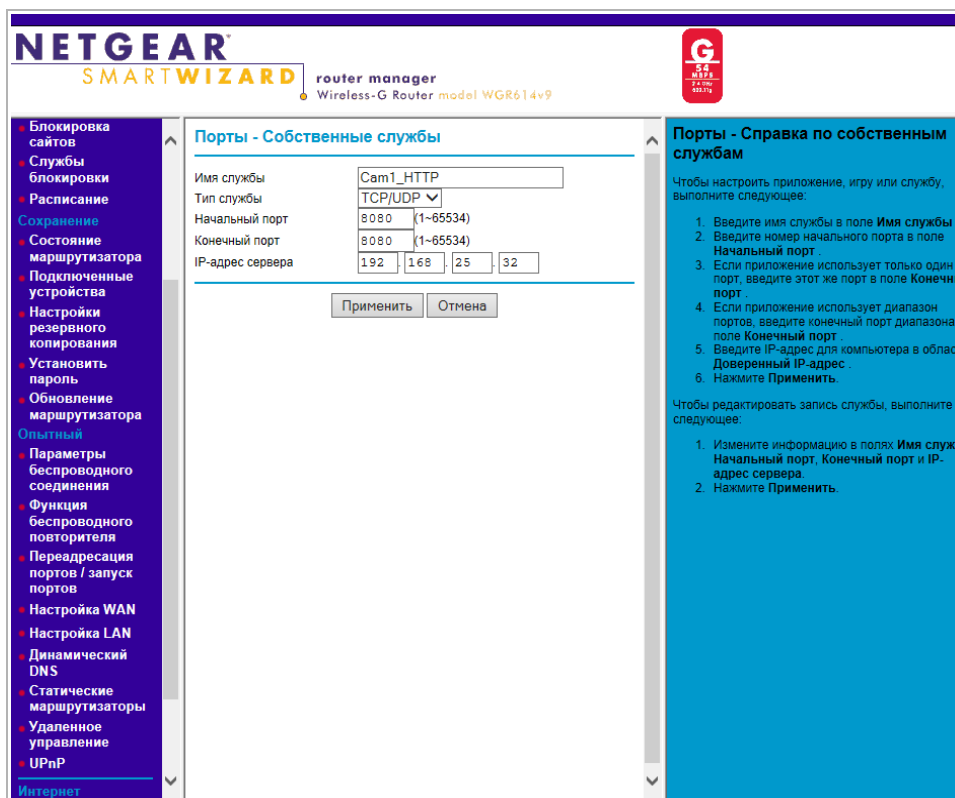 NETGEAR
SMARTWIZARD
router manager
Wireless-G Router model WGR614v9
G
54
MBPS
2.4 GHz
802.11g
Блокировка
сайтов
Службы
блокировки
Расписание
Сохранение
Состояние
маршрутизатора
Подключенные
устройства
Настройки
резервного
копирования
Установить
пароль
Обновление
маршрутизатора
Опытный
Параметры
беспроводного
соединения
Функция
беспроводного
повторителя
Переадресация
портов / запуск
портов
Настройка WAN
Настройка LAN
Динамический
DNS
Статические
маршрутизаторы
Удаленное
управление
UPnP
Интернет
Порты - Собственные службы
Имя службы Cam1_HTTP
Тип службы TCP/UDP
Начальный порт 8080 (1~65534)
Конечный порт 8080 (1~65534)
IP-адрес сервера 192 . 168 . 25 . 32
Применить Отмена
Порты - Справка по собственным
службам
Чтобы настроить приложение, игру или службу,
выполните следующее:
1. Введите имя службы в поле Имя службы
2. Введите номер начального порта в поле
Начальный порт .
3. Если приложение использует только один
порт, введите этот же порт в поле Конечн
порт .
4. Если приложение использует диапазон
портов, введите конечный порт диапазона
поле Конечный порт .
5. Введите IP-адрес для компьютера в облас
Доверенный IP-адрес .
6. Нажмите Применить.
Чтобы редактировать запись службы, выполните
следующее:
1. Измените информацию в полях Имя служ
Начальный порт, Конечный порт и IP-
адрес сервера.
2. Нажмите Применить.